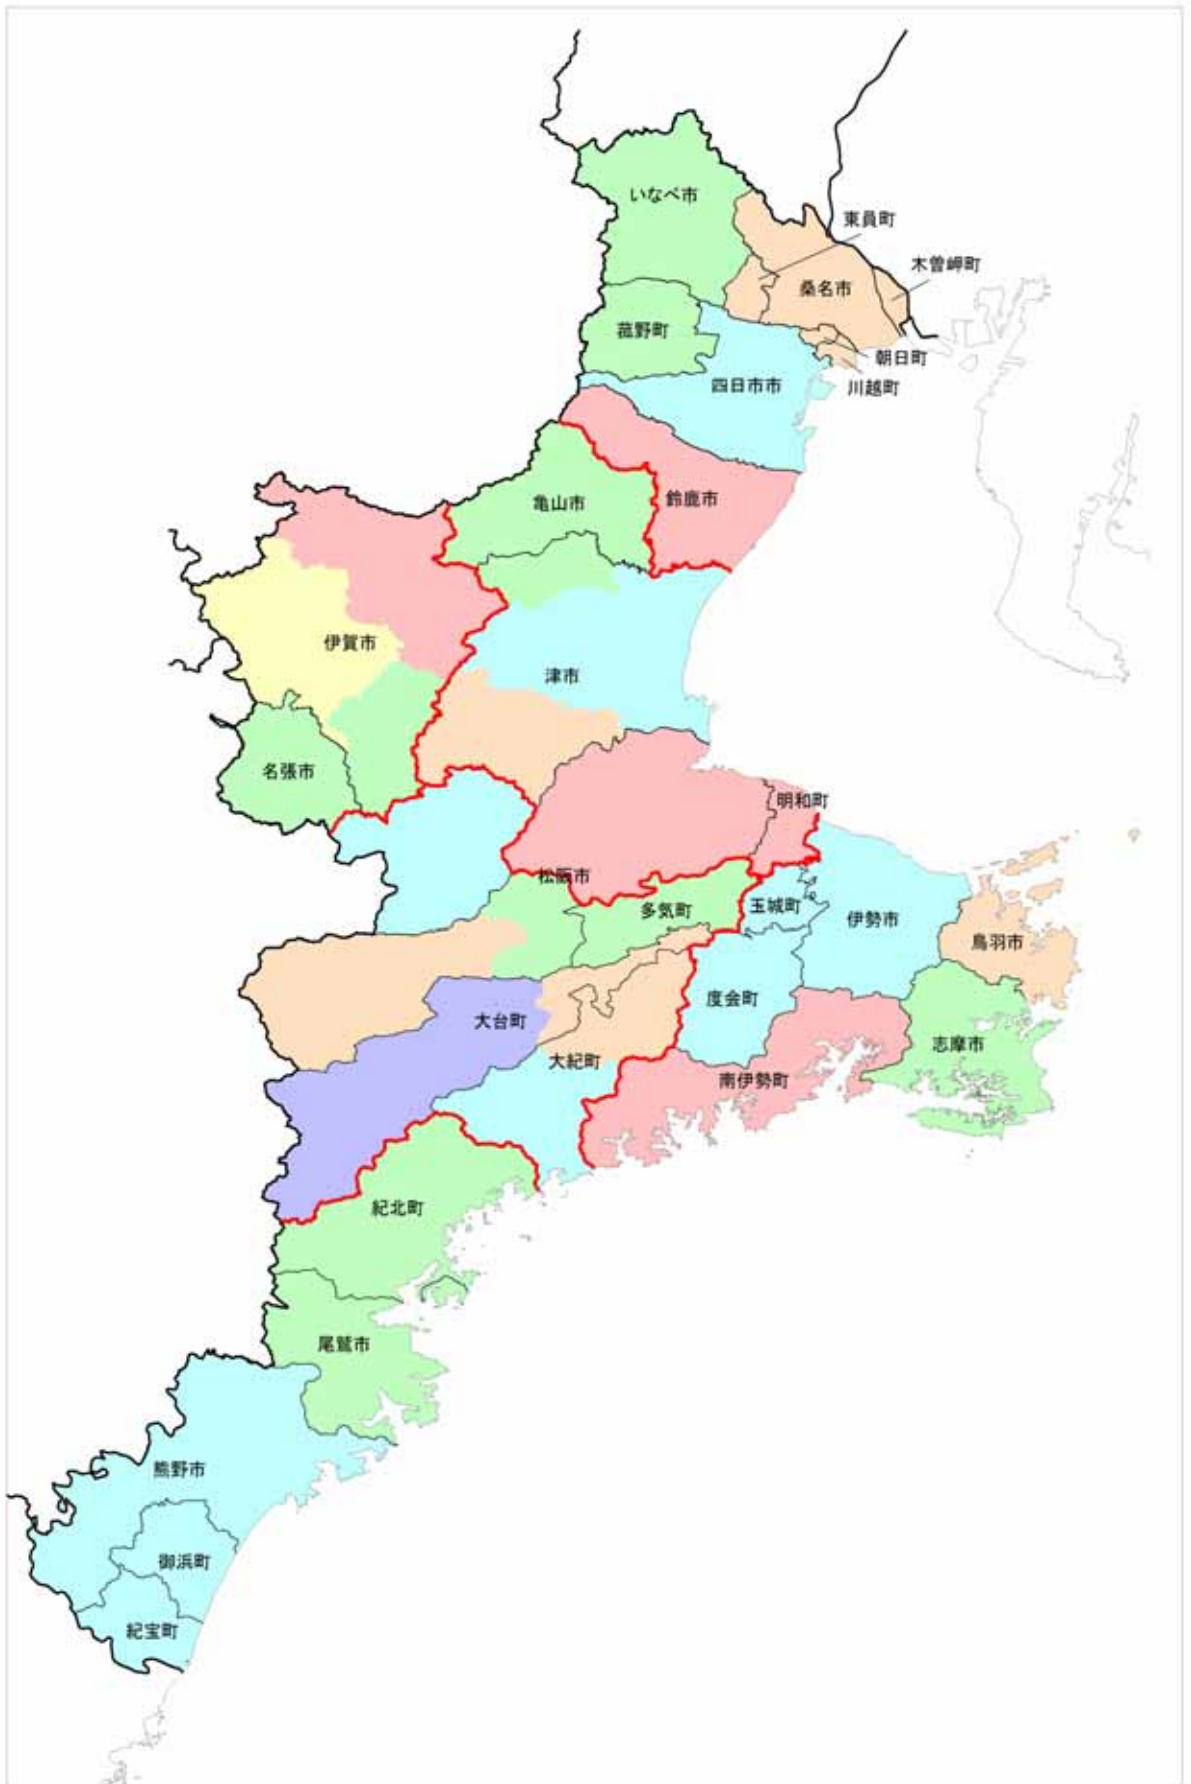 いなべ市
東員町
木曽岬町
桑名市
菰野町
朝日町
四日市市
川越町
亀山市
鈴鹿市
伊賀市
津市
名張市
明和町
松阪市
多気町
玉城町
伊勢市
鳥羽市
度会町
大台町
志摩市
大紀町
南伊勢町
紀北町
尾鷲市
熊野市
御浜町
紀宝町